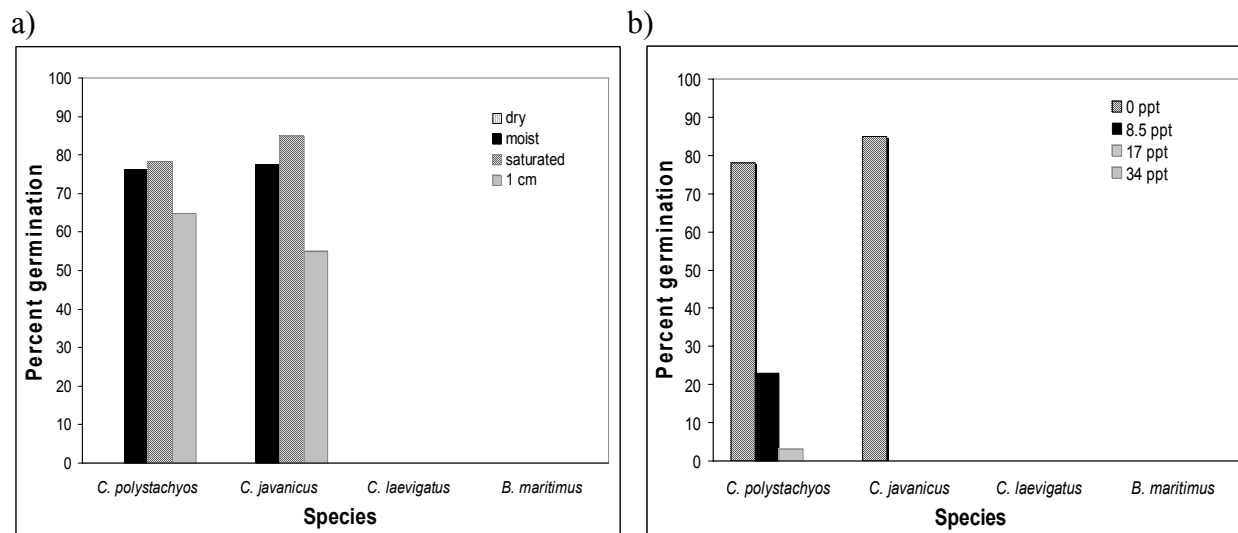 a)
Percent germination
100
90
80
70
60
50
40
30
20
10
0
dry
moist
saturated
1 cm
C. polystachyos
C. javanicus
C. laevigatus
B. maritimus
Species
b)
Percent germination
100
90
80
70
60
50
40
30
20
10
0
0 ppt
8.5 ppt
17 ppt
34 ppt
C. polystachyos
C. javanicus
C. laevigatus
B. maritimus
Species